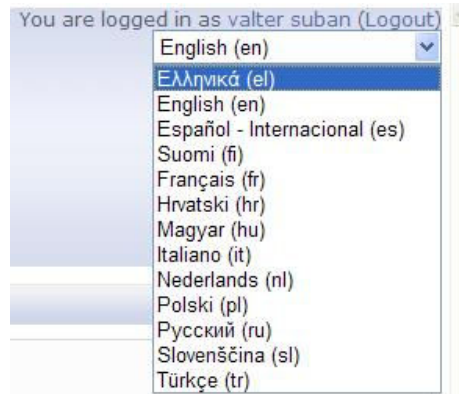 You are logged in as valter suban (Logout)
English (en)
Ελληνικά (el)
English (en)
Español - Internacional (es)
Suomi (fi)
Français (fr)
Hrvatski (hr)
Magyar (hu)
Italiano (it)
Nederlands (nl)
Polski (pl)
Русский (ru)
Slovenščina (sl)
Türkçe (tr)